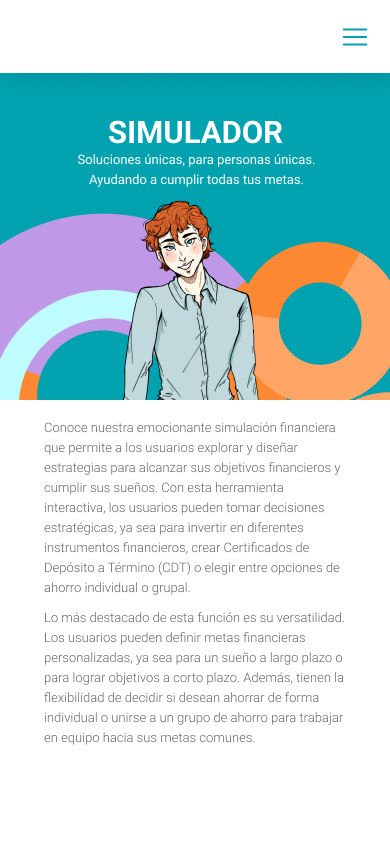 SIMULADOR
Soluciones únicas, para personas únicas.
Ayudando a cumplir todas tus metas.
Conoce nuestra emocionante simulación financiera
que permite a los usuarios explorar y diseñar
estrategias para alcanzar sus objetivos financieros y
cumplir sus sueños. Con esta herramienta
interactiva, los usuarios pueden tomar decisiones
estratégicas, ya sea para invertir en diferentes
instrumentos financieros, crear Certificados de
Depósito a Término (CDT) o elegir entre opciones de
ahorro individual o grupal.
Lo más destacado de esta función es su versatilidad.
Los usuarios pueden definir metas financieras
personalizadas, ya sea para un sueño a largo plazo o
para lograr objetivos a corto plazo. Además, tienen la
flexibilidad de decidir si desean ahorrar de forma
individual o unirse a un grupo de ahorro para trabajar
en equipo hacia sus metas comunes.